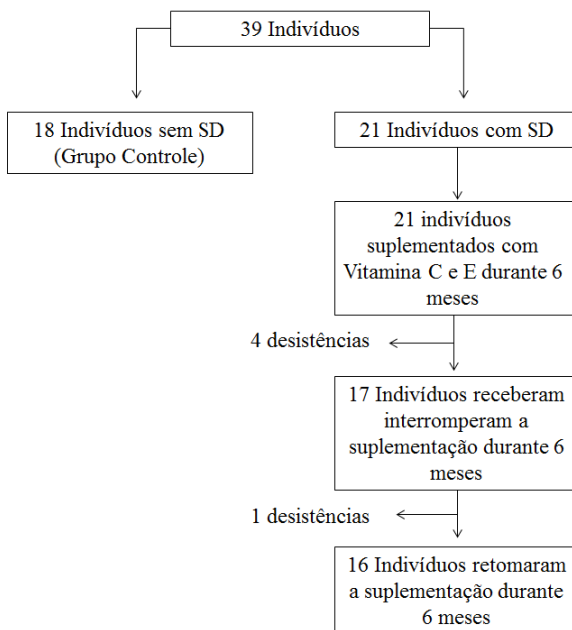 39 Indivíduos
18 Indivíduos sem SD
(Grupo Controle)
21 Indivíduos com SD
21 indivíduos
suplementados com
Vitamina C e E durante 6
meses
4 desistências
17 Indivíduos receberam
interromperam a
suplementação durante 6
meses
1 desistências
16 Indivíduos retomaram
a suplementação durante
6 meses